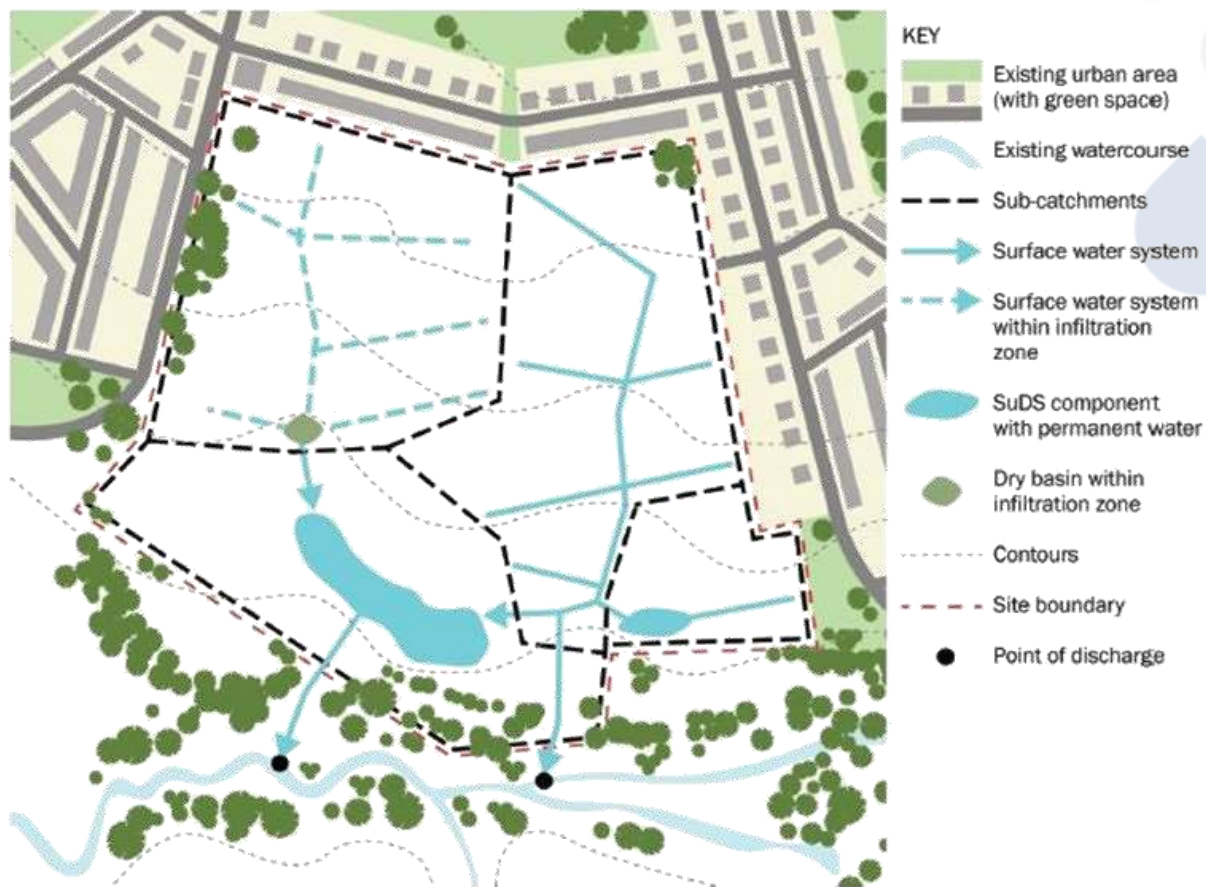 KEY
Existing urban area
(with green space)
Existing watercourse
Sub-catchments
Surface water system
Surface water system
within infiltration
zone
SuDS component
with permanent water
Dry basin within
infiltration zone
Contours
Site boundary
Point of discharge